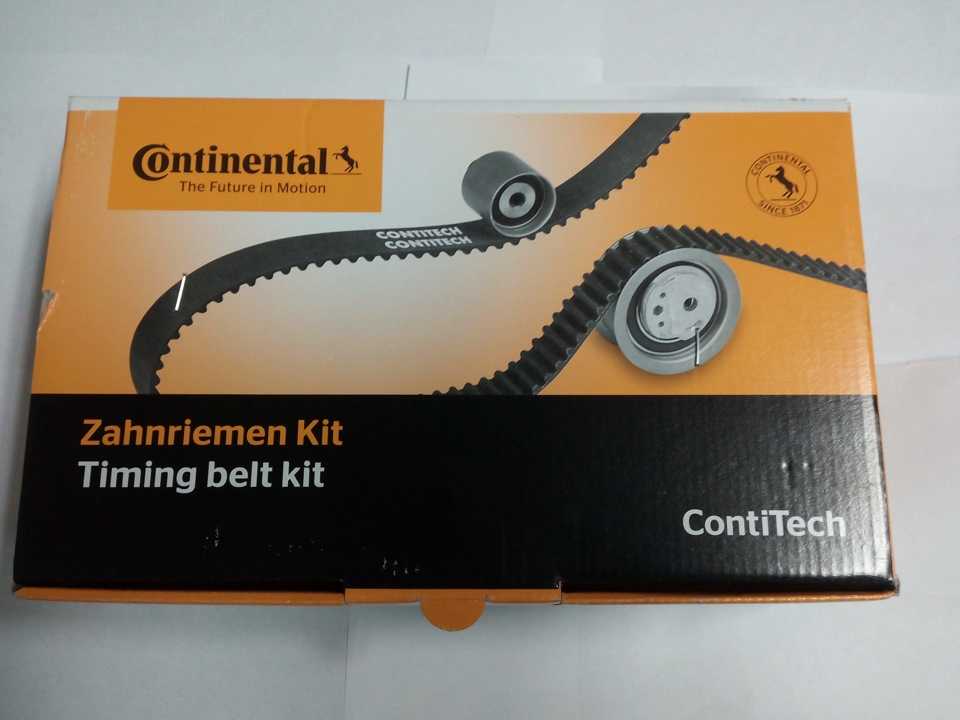 Continental
The Future in Motion
CONTITECH
CONTITECH
CONTINENTAL
SINCE 1871
Zahnriemen Kit
Timing belt kit
ContiTech